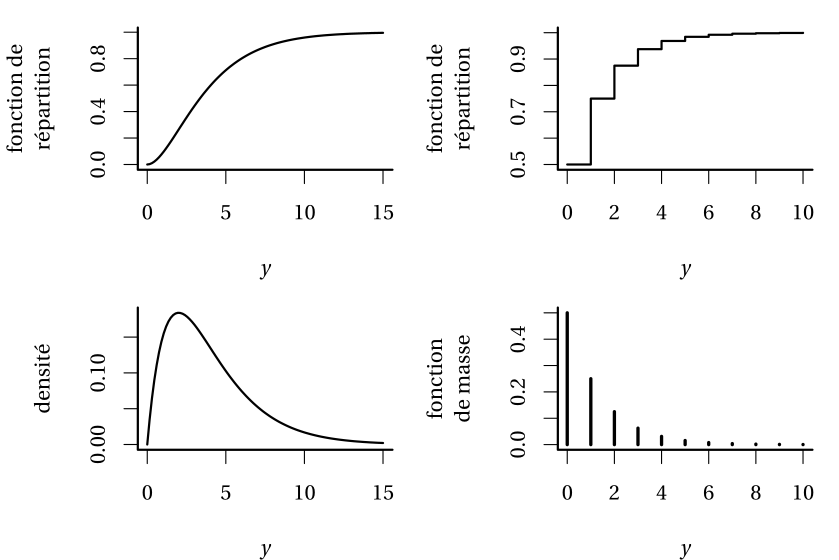 fonction de
répartition
0.0 0.4 0.8
0 5 10 15
y
fonction de
répartition
0.5 0.7 0.9
0 2 4 6 8 10
y
densité
0.00 0.10
0 5 10 15
y
fonction
de masse
0.0 0.2 0.4
0 2 4 6 8 10
y